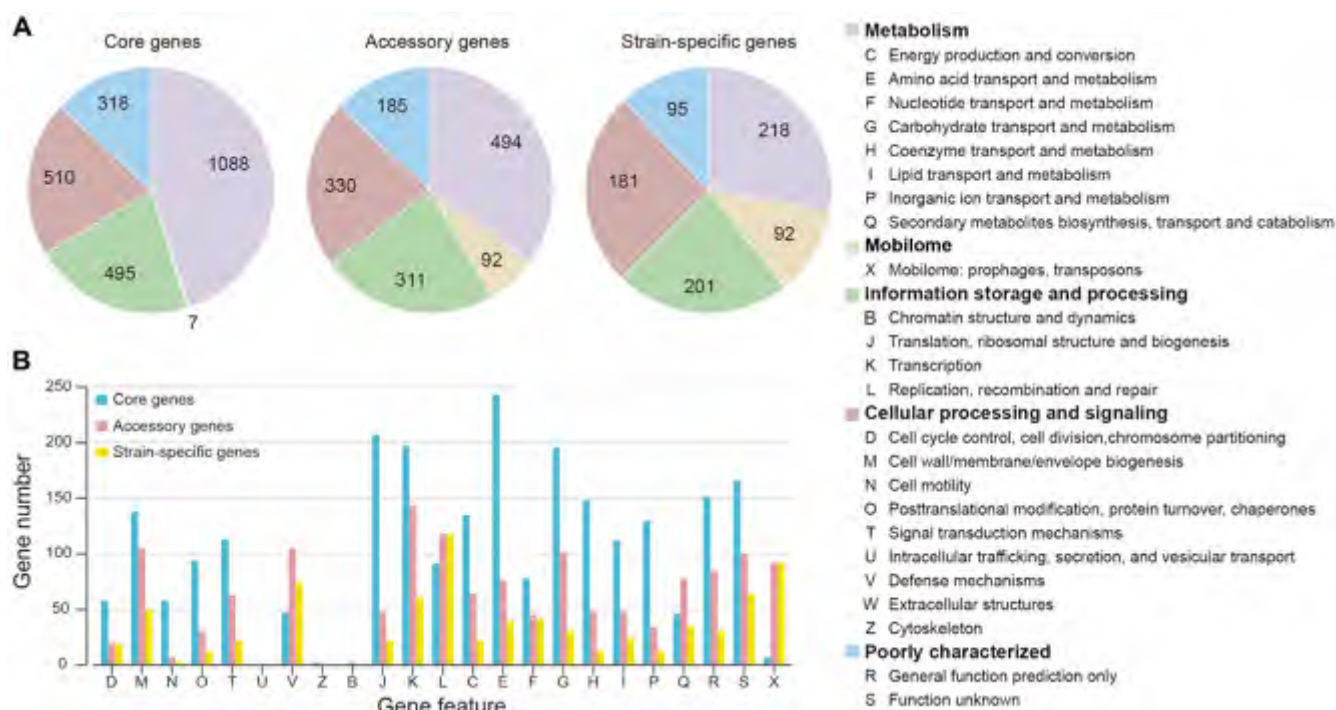 A
Core genes
Accessory genes
Strain-specific genes
318
1088
510
495
7
185
494
330
92
311
95
218
181
92
201
Metabolism
C Energy production and conversion
E Amino acid transport and metabolism
F Nucleotide transport and metabolism
G Carbohydrate transport and metabolism
H Coenzyme transport and metabolism
I Lipid transport and metabolism
P Inorganic ion transport and metabolism
Q Secondary metabolites biosynthesis, transport and catabolism
Mobilome
X Mobilome: prophages, transposons
Information storage and processing
B Chromatin structure and dynamics
J Translation, ribosomal structure and biogenesis
K Transcription
L Replication, recombination and repair
Cellular processing and signaling
D Cell cycle control, cell division,chromosome partitioning
M Cell wall/membrane/envelope biogenesis
N Cell motility
O Posttranslational modification, protein turnover, chaperones
T Signal transduction mechanisms
U Intracellular trafficking, secretion, and vesicular transport
V Defense mechanisms
W Extracellular structures
Z Cytoskeleton
Poorly characterized
R General function prediction only
S Function unknown
B
250
200
150
100
50
0
Gene number
Core genes
Accessory genes
Strain-specific genes
D M N O T U V Z B J K L C E F G H I P Q R S X
Gene feature